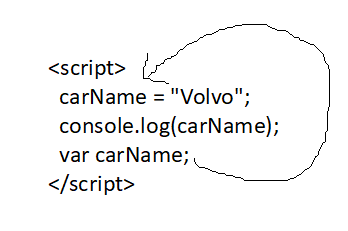 <script>
carName = "Volvo";
console.log(carName);
var carName;
</script>